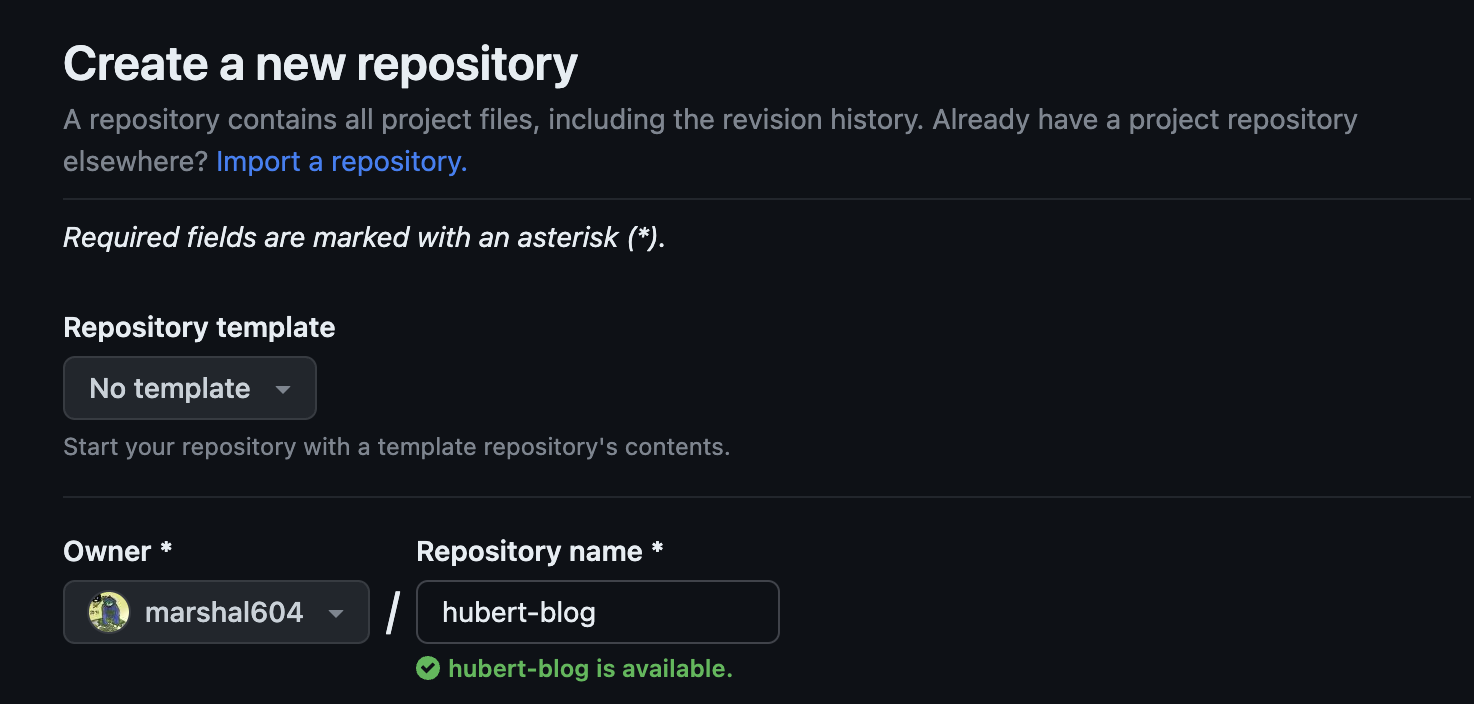 Create a new repository
A repository contains all project files, including the revision history. Already have a project repository
elsewhere? Import a repository.
Required fields are marked with an asterisk (*).
Repository template
No template
Start your repository with a template repository's contents.
Owner *
Repository name *
marshal604 / hubert-blog
hubert-blog is available.